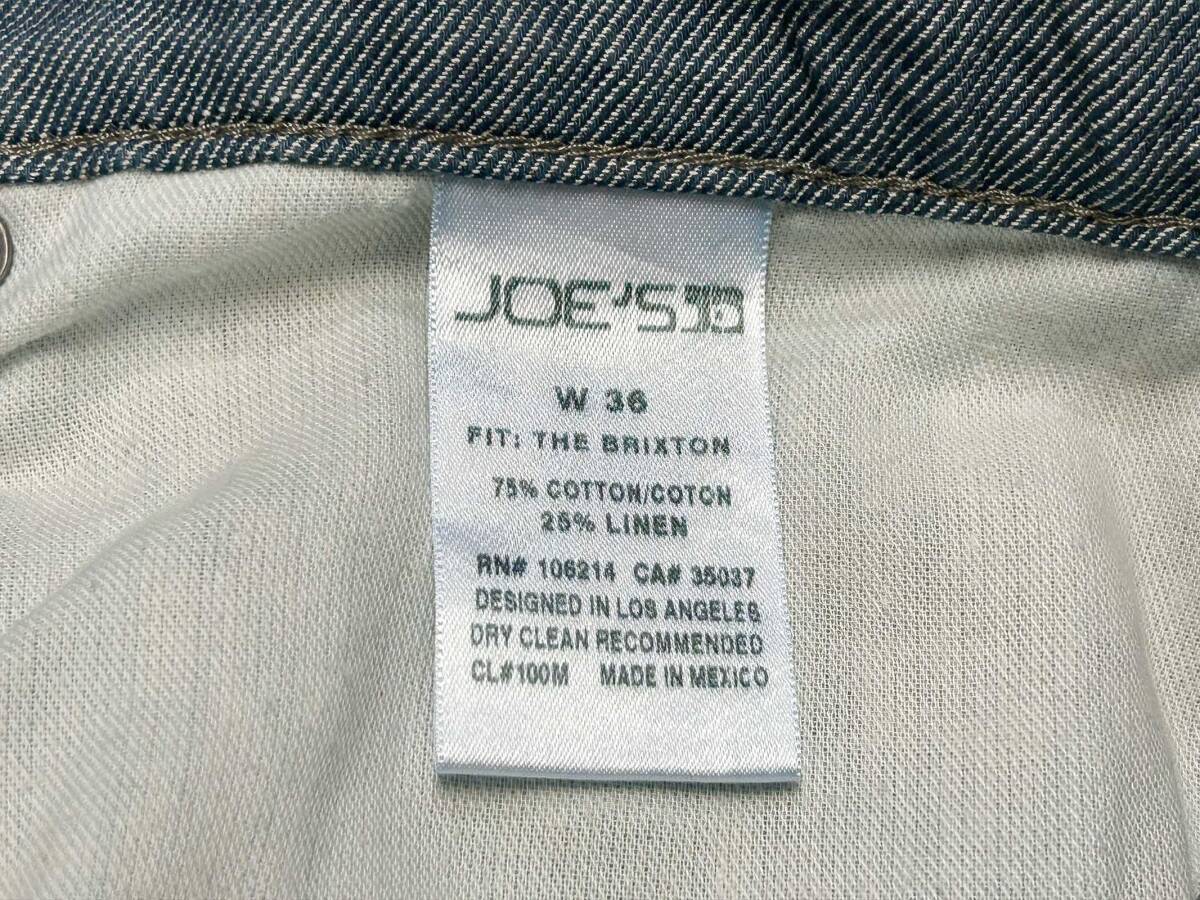 JOE'S
W 36
FIT: THE BRIXTON
75% COTTON/COTON
25% LINEN
RN# 106214 CA# 35037
DESIGNED IN LOS ANGELES
DRY CLEAN RECOMMENDED
CL#100M MADE IN MEXICO